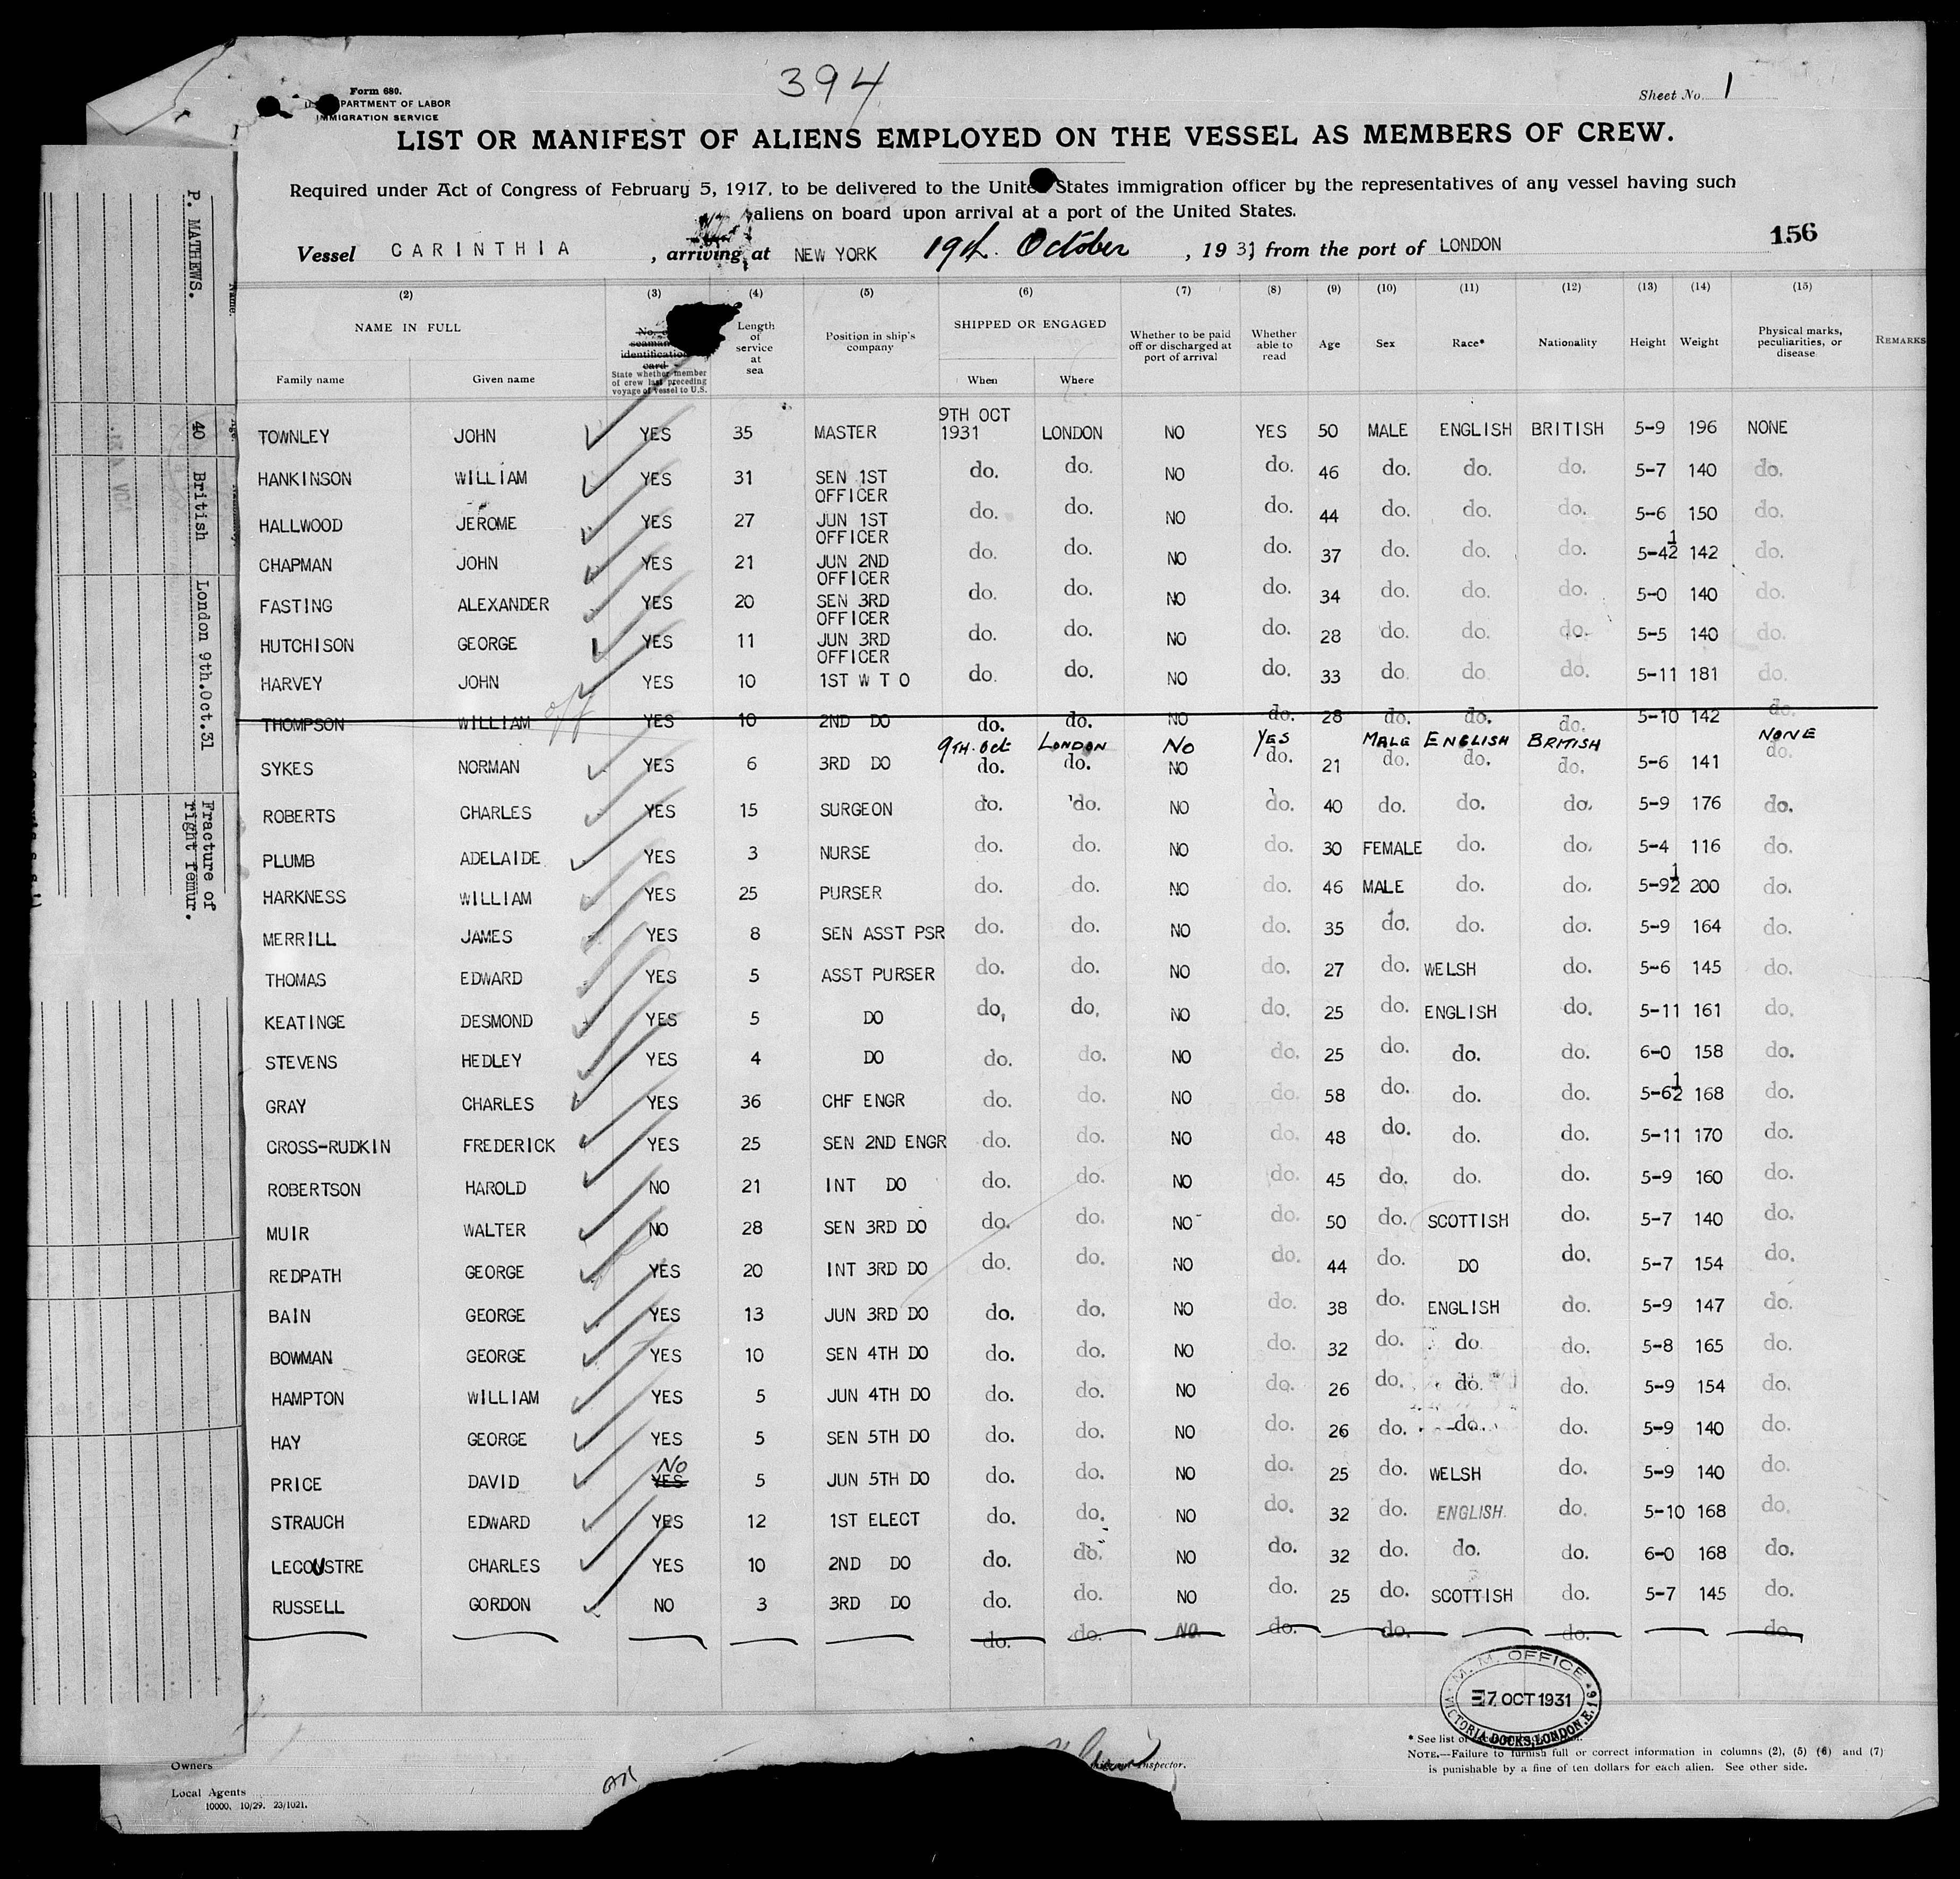 394
Form 680.
DEPARTMENT OF LABOR
IMMIGRATION SERVICE
Sheet No. 1
LIST OR MANIFEST OF ALIENS EMPLOYED ON THE VESSEL AS MEMBERS OF CREW.
Required under Act of Congress of February 5, 1917, to be delivered to the United States immigration officer by the representatives of any vessel having such
aliens on board upon arrival at a port of the United States.
Vessel CARINTHIA, arriving at NEW YORK 19th. October, 1931 from the port of LONDON
156
(2) (3) (4) (5) (6) (7) (8) (9) (10) (11) (12) (13) (14) (15)
NAME IN FULL
Family name Given name
identification card
State whether member of crew last preceding voyage of vessel to U.S.
Length of service at sea
Position in ship's company
SHIPPED OR ENGAGED
When Where
Whether to be paid off or discharged at port of arrival
Whether able to read
Age Sex Race* Nationality Height Weight
Physical marks, peculiarities, or disease
REMARKS
TOWNLEY JOHN YES 35 MASTER 9TH OCT 1931 LONDON NO YES 50 MALE ENGLISH BRITISH 5-9 196 NONE
HANKINSON WILLIAM YES 31 SEN 1ST OFFICER do. do. NO do. 46 do. do. do. 5-7 140 do.
HALLWOOD JEROME YES 27 JUN 1ST OFFICER do. do. NO do. 44 do. do. do. 5-6 150 do.
CHAPMAN JOHN YES 21 JUN 2ND OFFICER do. do. NO do. 37 do. do. do. 5-4½ 142 do.
FASTING ALEXANDER YES 20 SEN 3RD OFFICER do. do. NO do. 34 do. do. do. 5-0 140 do.
HUTCHISON GEORGE YES 11 JUN 3RD OFFICER do. do. NO do. 28 do. do. do. 5-5 140 do.
HARVEY JOHN YES 10 1ST W T O do. do. NO do. 33 do. do. do. 5-11 181 do.
THOMPSON WILLIAM off YES 10 2ND DO do. do. NO do. 28 do. do. do. 5-10 142 do.
9TH. Oct LONDON NO YES MALE ENGLISH BRITISH NONE
SYKES NORMAN YES 6 3RD DO do. do. NO do. 21 do. do. do. 5-6 141 do.
ROBERTS CHARLES YES 15 SURGEON do. do. NO do. 40 do. do. do. 5-9 176 do.
PLUMB ADELAIDE YES 3 NURSE do. do. NO do. 30 FEMALE do. do. 5-4 116 do.
HARKNESS WILLIAM YES 25 PURSER do. do. NO do. 46 MALE do. do. 5-9½ 200 do.
MERRILL JAMES YES 8 SEN ASST PSR do. do. NO do. 35 do. do. do. 5-9 164 do.
THOMAS EDWARD YES 5 ASST PURSER do. do. NO do. 27 do. WELSH do. 5-6 145 do.
KEATINGE DESMOND YES 5 DO do. do. NO do. 25 do. ENGLISH do. 5-11 161 do.
STEVENS HEDLEY YES 4 DO do. do. NO do. 25 do. do. do. 6-0 158 do.
GRAY CHARLES YES 36 CHF ENGR do. do. NO do. 58 do. do. do. 5-6½ 168 do.
CROSS-RUDKIN FREDERICK YES 25 SEN 2ND ENGR do. do. NO do. 48 do. do. do. 5-11 170 do.
ROBERTSON HAROLD NO 21 INT DO do. do. NO do. 45 do. do. do. 5-9 160 do.
MUIR WALTER NO 28 SEN 3RD DO do. do. NO do. 50 do. SCOTTISH do. 5-7 140 do.
REDPATH GEORGE YES 20 INT 3RD DO do. do. NO do. 44 do. DO do. 5-7 154 do.
BAIN GEORGE YES 13 JUN 3RD DO do. do. NO do. 38 do. ENGLISH do. 5-9 147 do.
BOWMAN GEORGE YES 10 SEN 4TH DO do. do. NO do. 32 do. do do. 5-8 165 do.
HAMPTON WILLIAM YES 5 JUN 4TH DO do. do. NO do. 26 do. do. do. 5-9 154 do.
HAY GEORGE YES 5 SEN 5TH DO do. do. NO do. 26 do. do. do. 5-9 140 do.
PRICE DAVID YES No 5 JUN 5TH DO do. do. NO do. 25 do. WELSH do. 5-9 140 do.
STRAUCH EDWARD YES 12 1ST ELECT do. do. NO do. 32 do. ENGLISH do. 5-10 168 do.
LECOUSTRE CHARLES YES 10 2ND DO do. do. NO do. 32 do. do. do. 6-0 168 do.
RUSSELL GORDON NO 3 3RD DO do. do. NO do. 25 do. SCOTTISH do. 5-7 145 do.
do. do. NO. do. do. do. do.
M. M. OFFICE
7 OCT 1931
VICTORIA DOCKS, LONDON. E.16
* See list of
NOTE.—Failure to furnish full or correct information in columns (2), (5) (6) and (7)
is punishable by a fine of ten dollars for each alien. See other side.
Inspector.
Owners
Local Agents
10000. 10/29. 23/1021.
P. MATHEWS. 40 British London 9th.Oct.31 Fracture of
right femur.